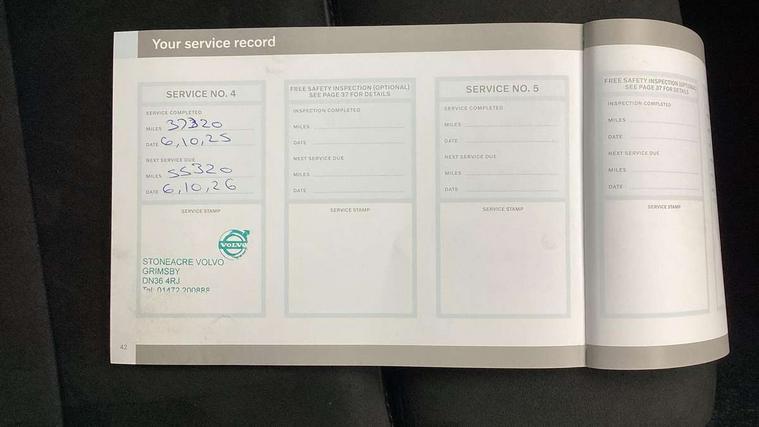 Your service record
SERVICE NO. 4
SERVICE COMPLETED
MILES 37320
DATE 6,10,25
NEXT SERVICE DUE
MILES 55320
DATE 6,10,26
SERVICE STAMP
VOLVO
STONEACRE VOLVO
GRIMSBY
DN36 4RJ
Tel: 01472 200888
FREE SAFETY INSPECTION (OPTIONAL)
SEE PAGE 37 FOR DETAILS
INSPECTION COMPLETED
MILES
DATE
NEXT SERVICE DUE
MILES
DATE
SERVICE STAMP
SERVICE NO. 5
SERVICE COMPLETED
MILES
DATE
NEXT SERVICE DUE
MILES
DATE
SERVICE STAMP
FREE SAFETY INSPECTION (OPTIONAL)
SEE PAGE 37 FOR DETAILS
INSPECTION COMPLETED
MILES
DATE
NEXT SERVICE DUE
MILES
DATE
SERVICE STAMP
42